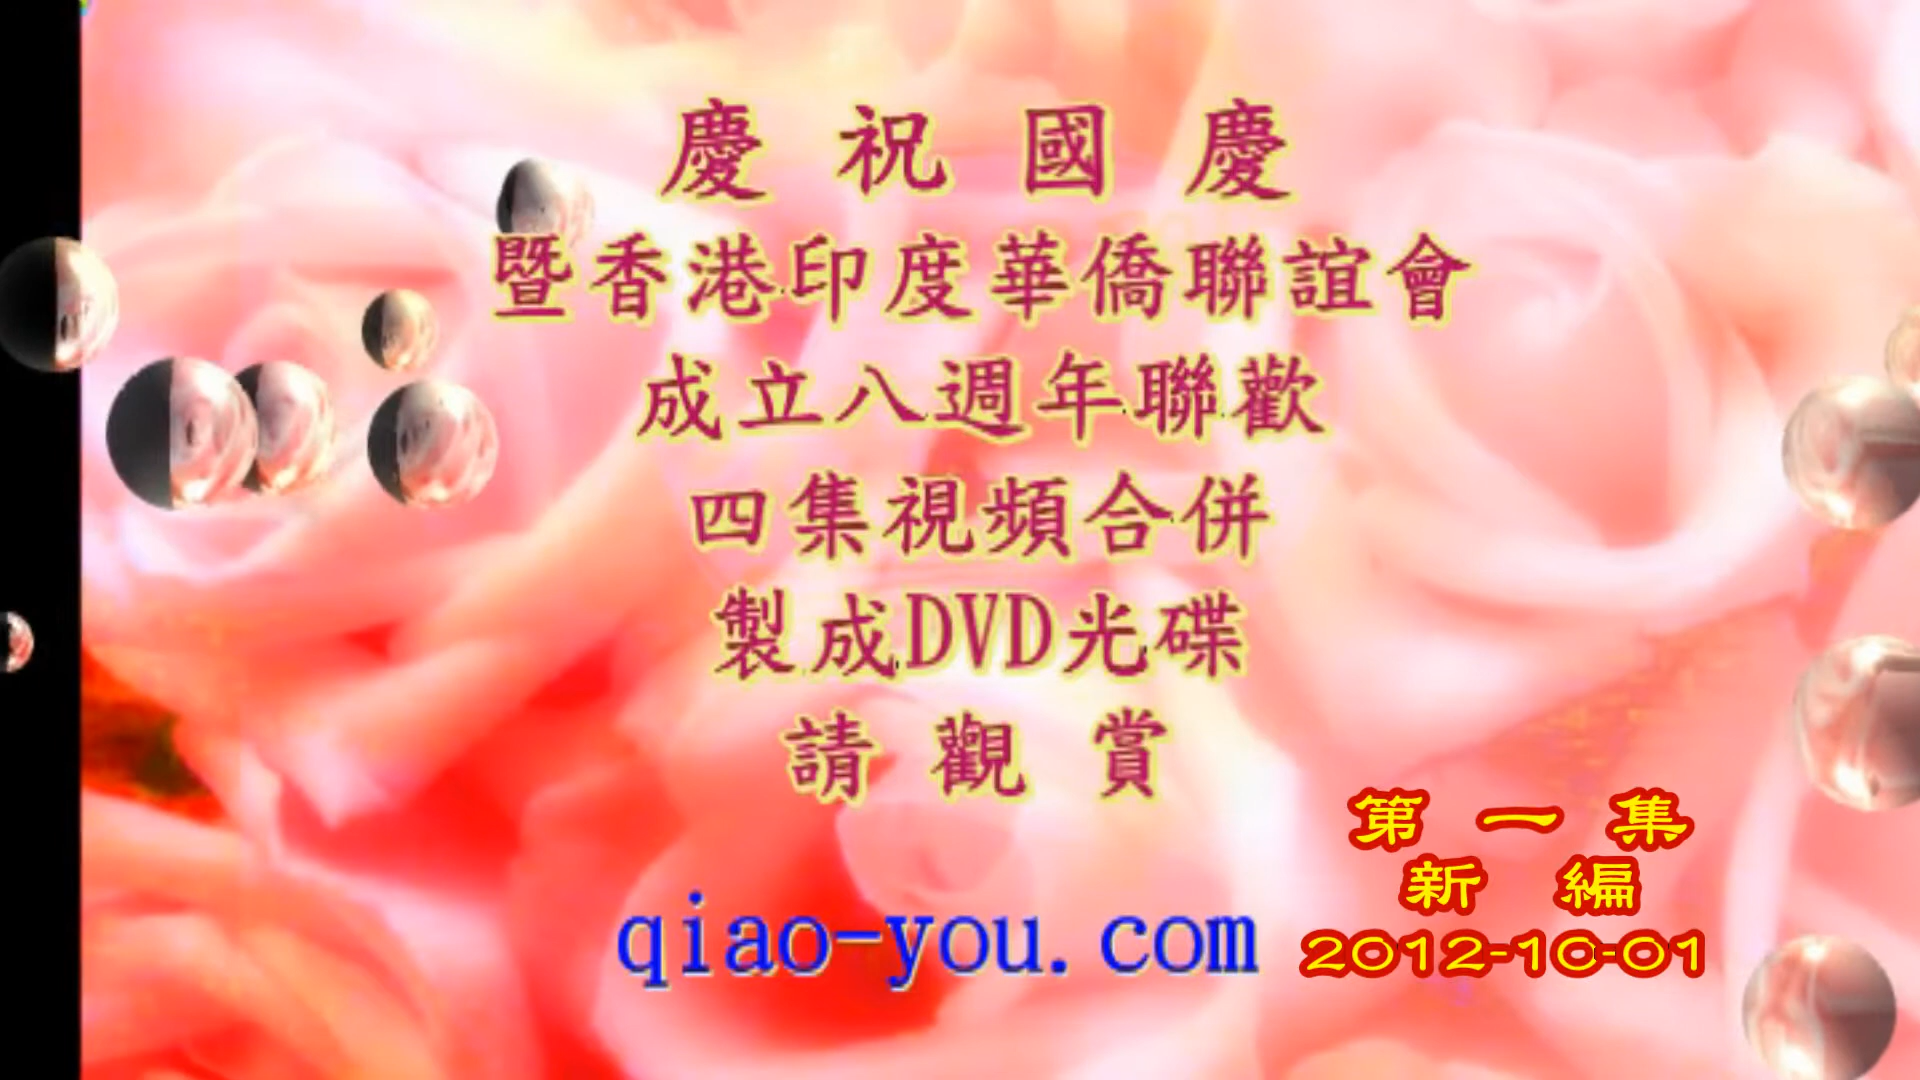 慶祝國慶
暨香港印度華僑聯誼會
成立八週年聯歡
四集視頻合併
製成DVD光碟
請觀賞
第一集
新編
qiao-you.com
2012-10-01